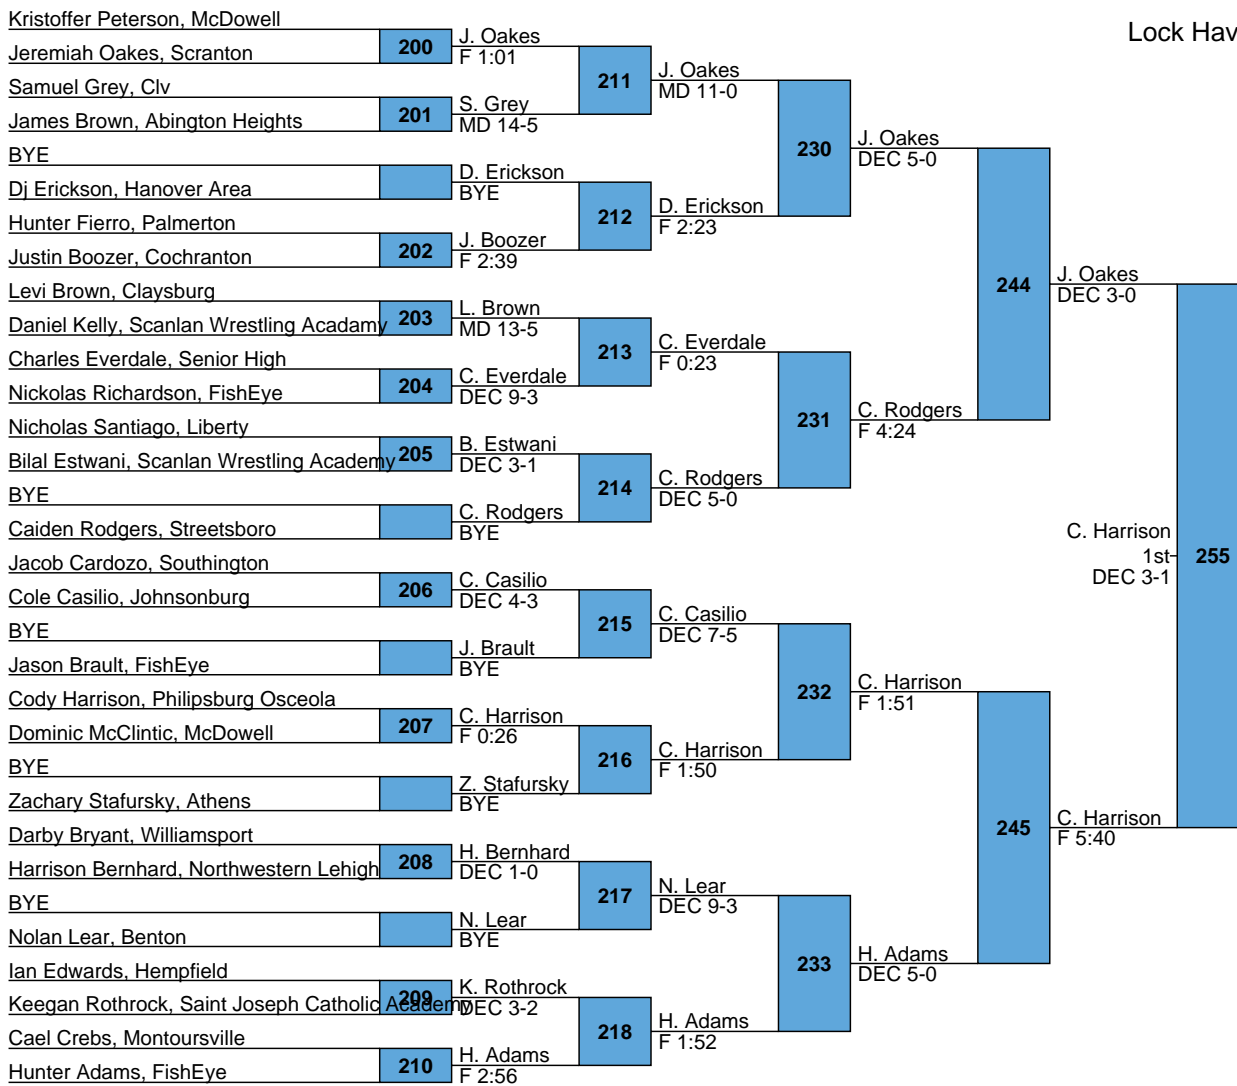 Kristoffer Peterson, McDowell
Lock Hav
Jeremiah Oakes, Scranton
200
J. Oakes
F 1:01
Samuel Grey, Clv
211
J. Oakes
MD 11-0
James Brown, Abington Heights
201
S. Grey
MD 14-5
BYE
230
J. Oakes
DEC 5-0
Dj Erickson, Hanover Area
D. Erickson
BYE
Hunter Fierro, Palmerton
212
D. Erickson
F 2:23
Justin Boozer, Cochranton
202
J. Boozer
F 2:39
Levi Brown, Claysburg
244
J. Oakes
DEC 3-0
Daniel Kelly, Scanlan Wrestling Acadamy
203
L. Brown
MD 13-5
Charles Everdale, Senior High
213
C. Everdale
F 0:23
Nickolas Richardson, FishEye
204
C. Everdale
DEC 9-3
Nicholas Santiago, Liberty
231
C. Rodgers
F 4:24
Bilal Estwani, Scanlan Wrestling Academy
205
B. Estwani
DEC 3-1
BYE
214
C. Rodgers
DEC 5-0
Caiden Rodgers, Streetsboro
C. Rodgers
BYE
C. Harrison
1st
DEC 3-1
255
Jacob Cardozo, Southington
Cole Casilio, Johnsonburg
206
C. Casilio
DEC 4-3
BYE
215
C. Casilio
DEC 7-5
Jason Brault, FishEye
J. Brault
BYE
Cody Harrison, Philipsburg Osceola
232
C. Harrison
F 1:51
Dominic McClintic, McDowell
207
C. Harrison
F 0:26
BYE
216
C. Harrison
F 1:50
Zachary Stafursky, Athens
Z. Stafursky
BYE
Darby Bryant, Williamsport
245
C. Harrison
F 5:40
Harrison Bernhard, Northwestern Lehigh
208
H. Bernhard
DEC 1-0
BYE
217
N. Lear
DEC 9-3
Nolan Lear, Benton
N. Lear
BYE
Ian Edwards, Hempfield
233
H. Adams
DEC 5-0
Keegan Rothrock, Saint Joseph Catholic Academy
209
K. Rothrock
DEC 3-2
Cael Crebs, Montoursville
218
H. Adams
F 1:52
Hunter Adams, FishEye
210
H. Adams
F 2:56